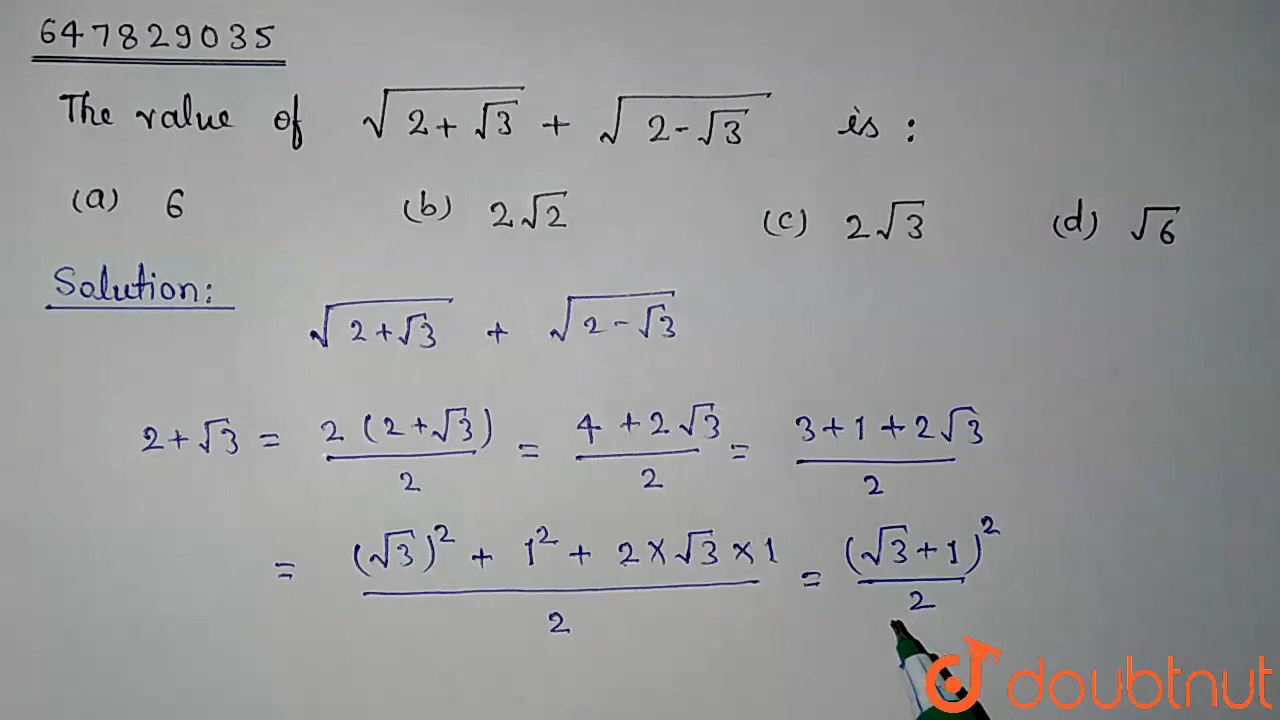 647829035
The value of √(2+√3) + √(2-√3) is :
(a) 6 (b) 2√2 (c) 2√3 (d) √6
Solution:
√(2+√3) + √(2-√3)
2+√3 = 2(2+√3)/2 = 4+2√3/2 = 3+1+2√3/2
= (√3)² + 1² + 2×√3×1/2 = (√3+1)²/2
doubtnut